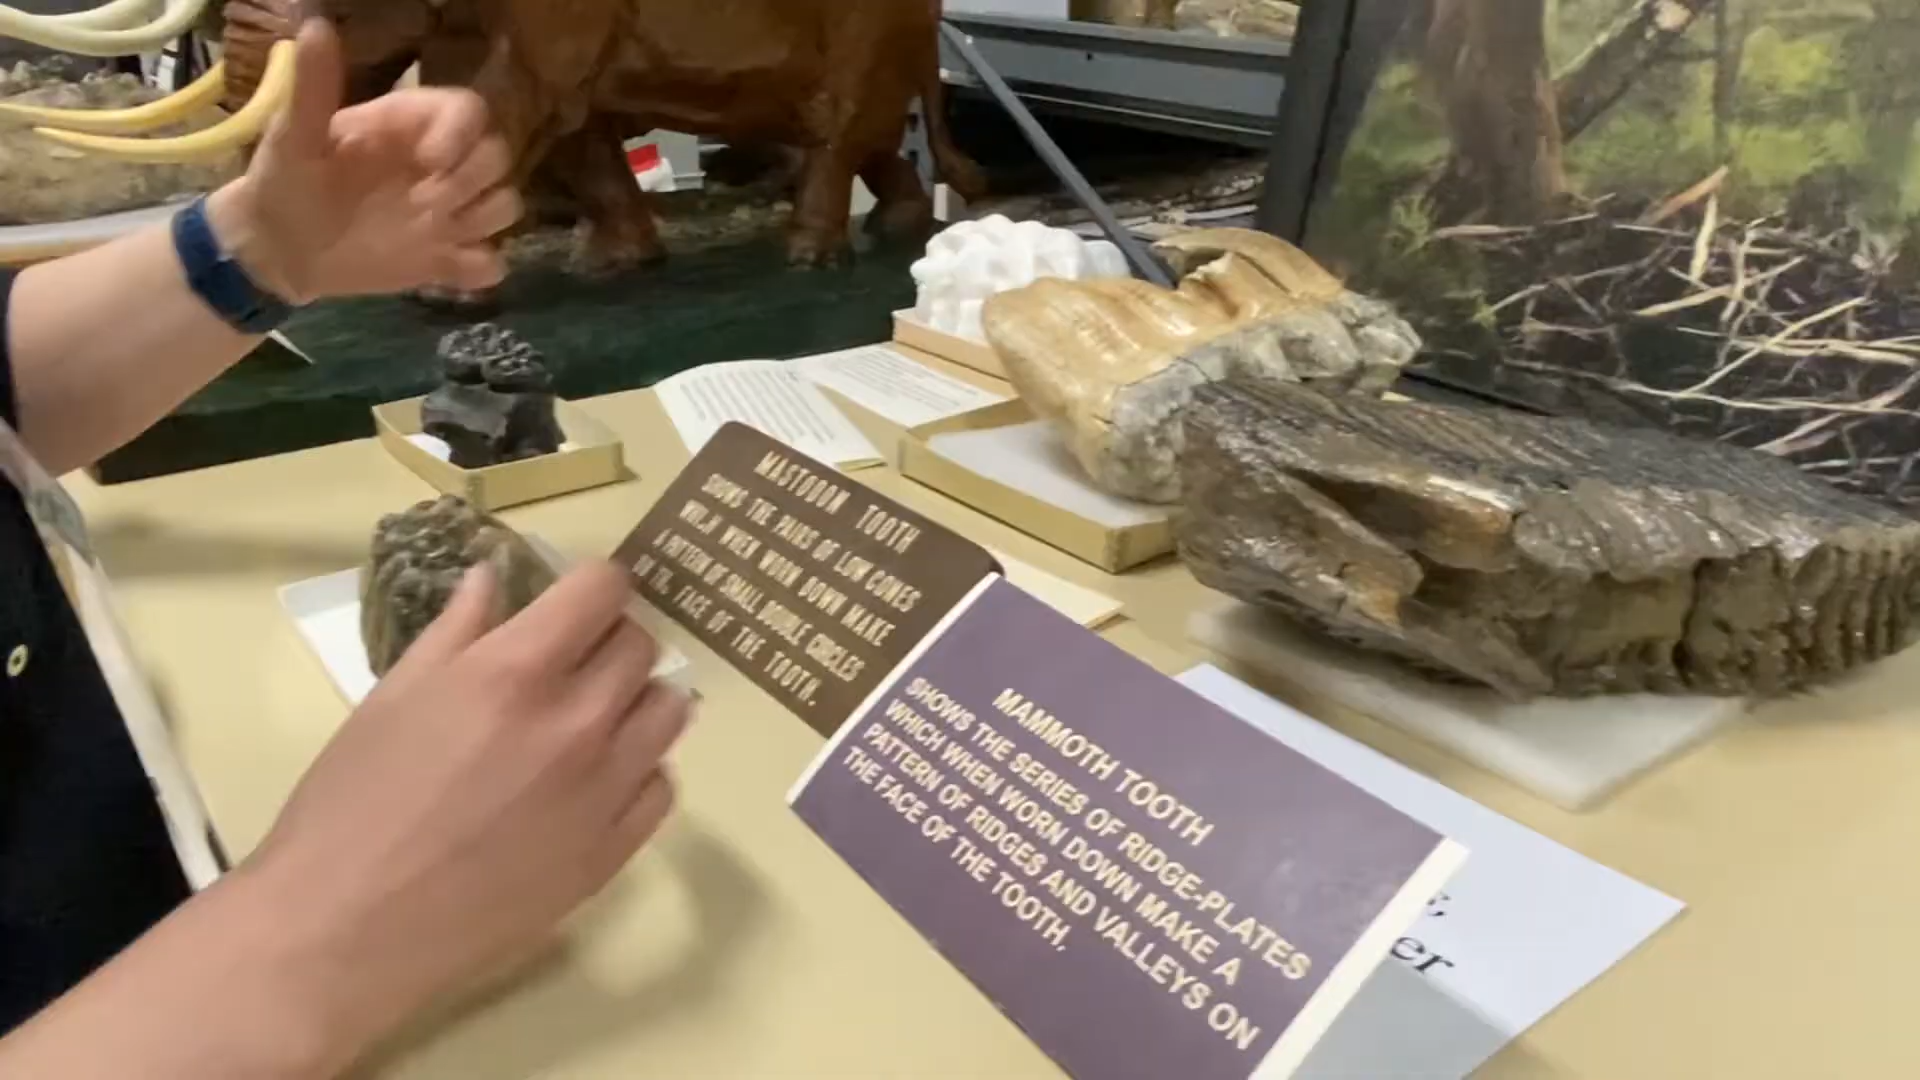 MASTODON TOOTH
SHOWS THE PAIRS OF LOW CONES
WHICH WHEN WORN DOWN MAKE
A PATTERN OF SMALL DOUBLE CIRCLES
ON THE FACE OF THE TOOTH.
MAMMOTH TOOTH
SHOWS THE SERIES OF RIDGE-PLATES
WHICH WHEN WORN DOWN MAKE A
PATTERN OF RIDGES AND VALLEYS ON
THE FACE OF THE TOOTH.
er